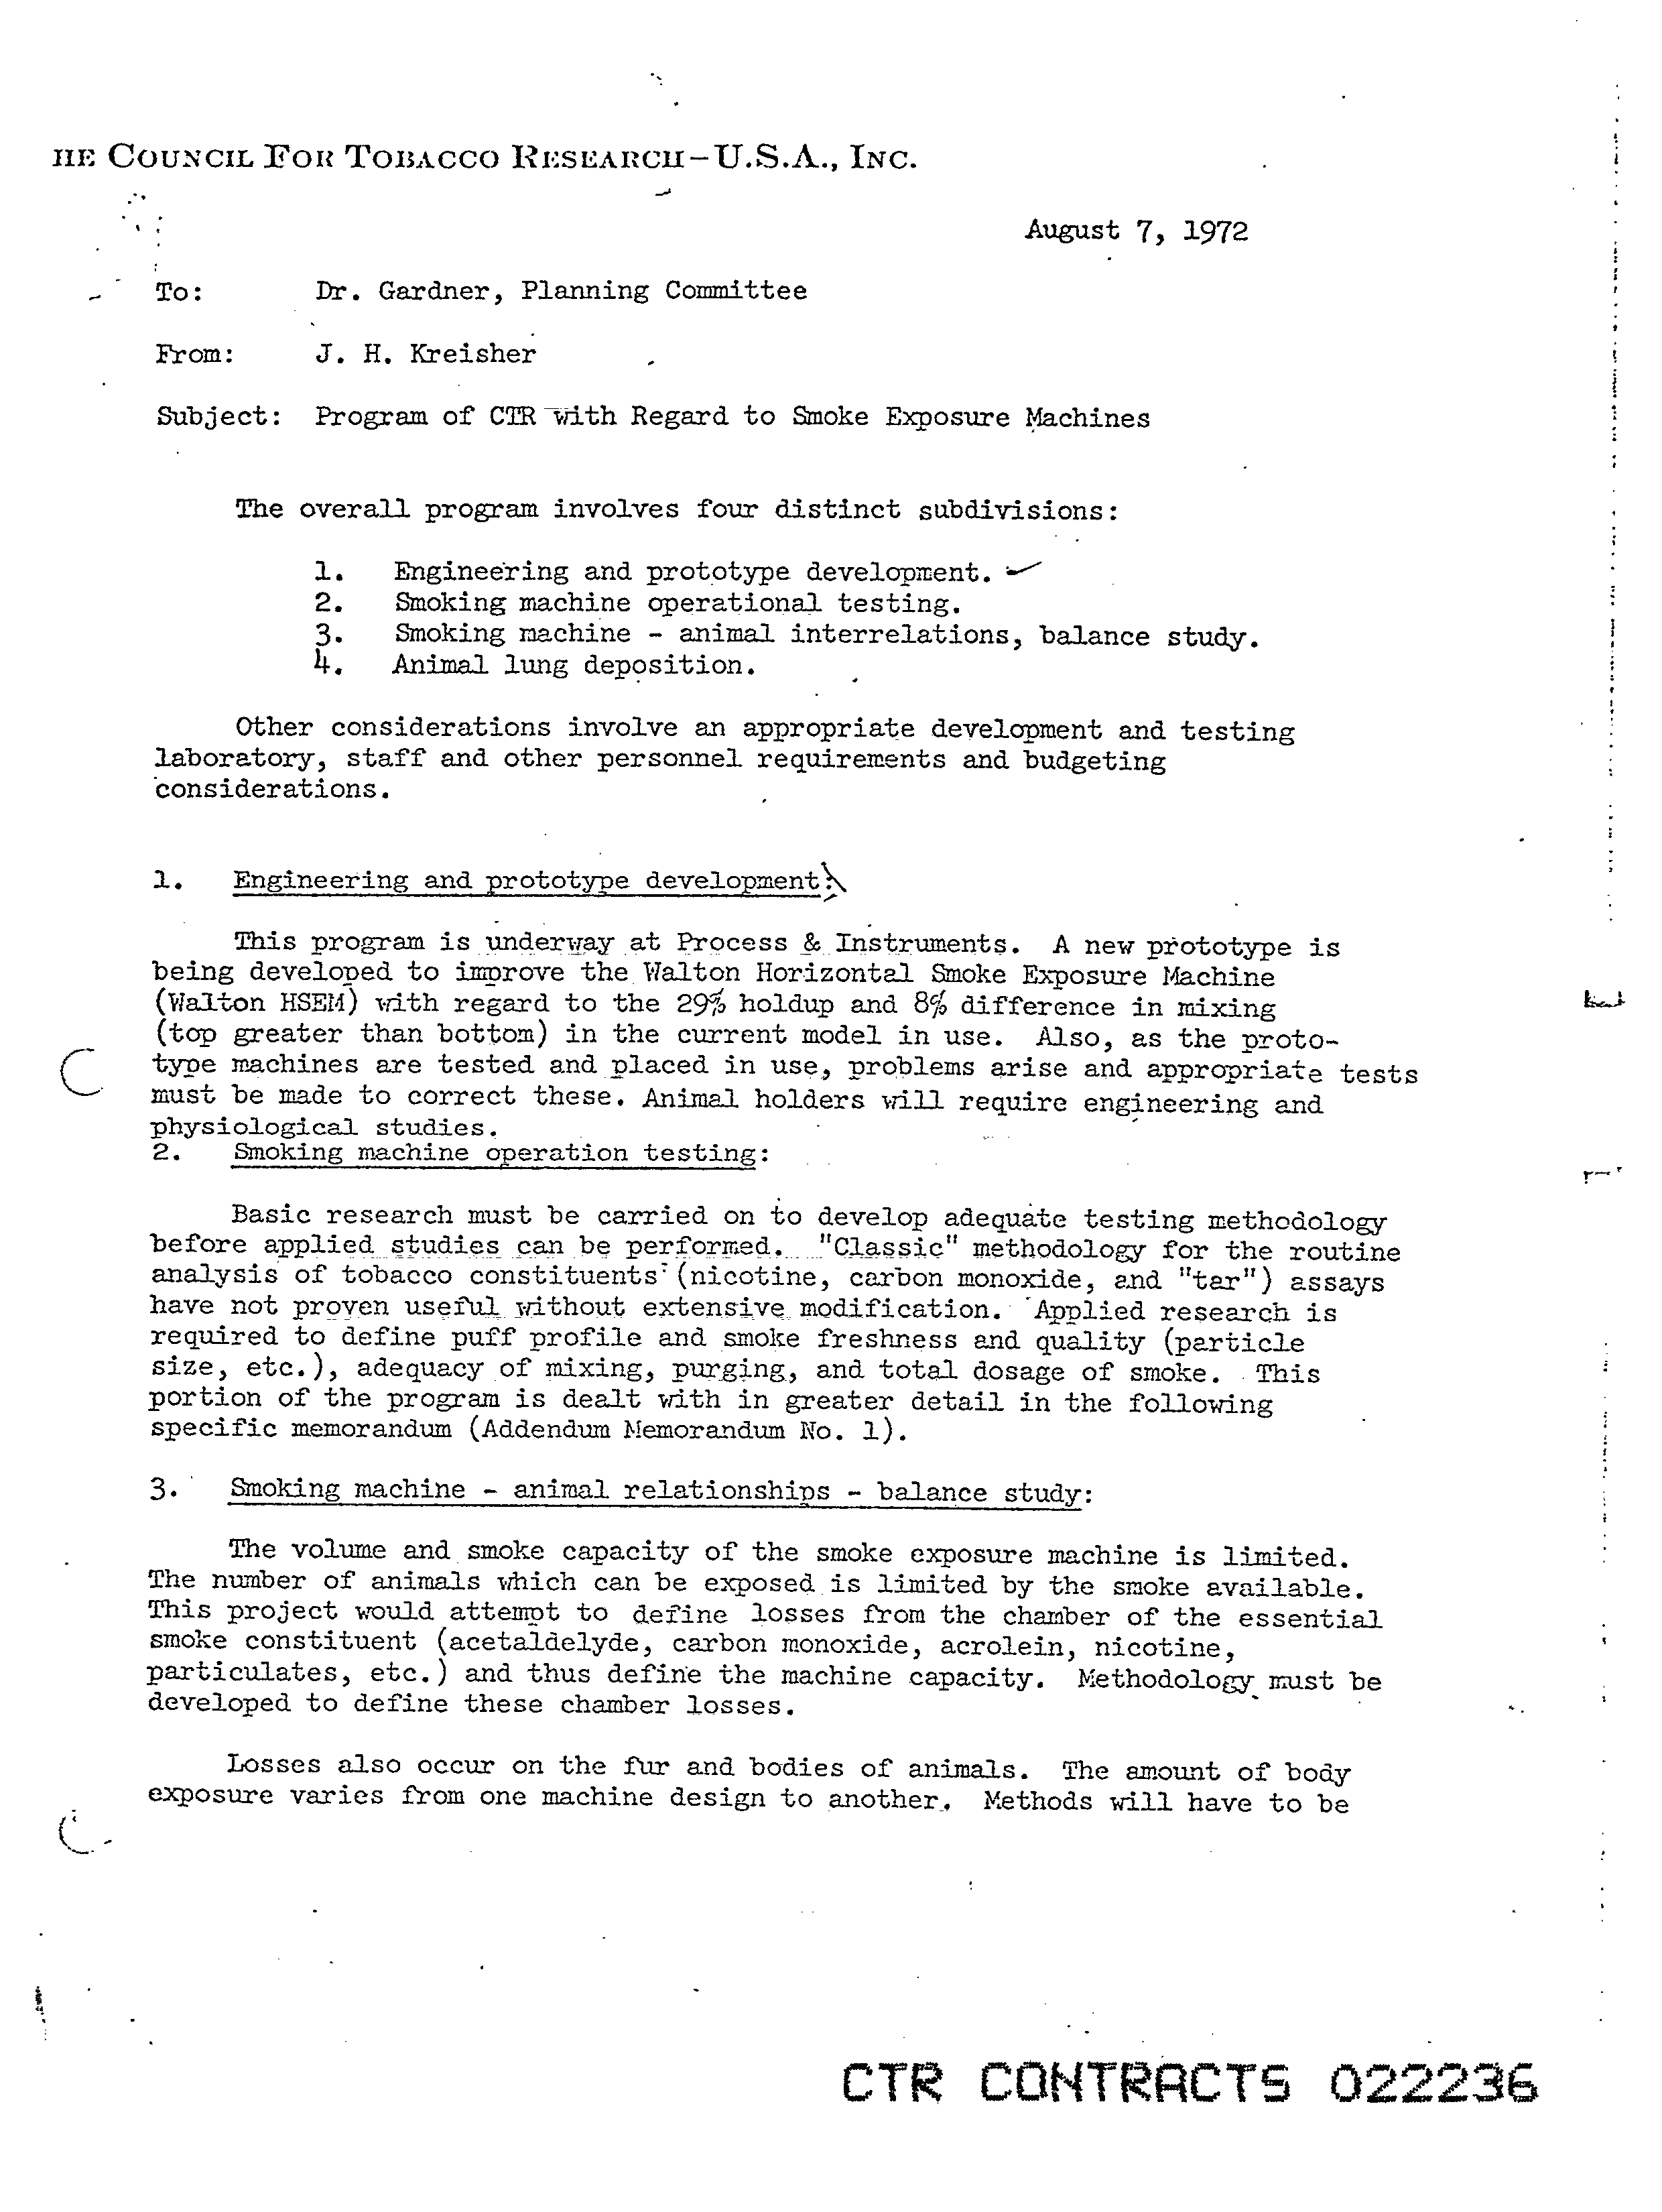 HE COUNCIL FOR TOBACCO RESEARCH-U.S.A., INC.
August 7, 1972
To: Dr. Gardner, Planning Committee
From: J. H. Kreisher
Subject: Program of CTR with Regard to Smoke Exposure Machines
The overall program involves four distinct subdivisions:
1. Engineering and prototype development.
2. Smoking machine operational testing.
3. Smoking machine - animal interrelations, balance study.
4. Animal lung deposition.
Other considerations involve an appropriate development and testing
laboratory, staff and other personnel requirements and budgeting
considerations.
1. Engineering and prototype development:
This program is underway at Process & Instruments. A new prototype is
being developed to improve the Walton Horizontal Smoke Exposure Machine
(Walton HSEM) with regard to the 29% holdup and 8% difference in mixing
(top greater than bottom) in the current model in use. Also, as the proto-
type machines are tested and placed in use, problems arise and appropriate tests
must be made to correct these. Animal holders will require engineering and
physiological studies.
2. Smoking machine operation testing:
Basic research must be carried on to develop adequate testing methodology
before applied studies can be performed. "Classic" methodology for the routine
analysis of tobacco constituents (nicotine, carbon monoxide, and "tar") assays
have not proven useful without extensive modification. Applied research is
required to define puff profile and smoke freshness and quality (particle
size, etc.), adequacy of mixing, purging, and total dosage of smoke. This
portion of the program is dealt with in greater detail in the following
specific memorandum (Addendum Memorandum No. 1).
3. Smoking machine - animal relationships - balance study:
The volume and smoke capacity of the smoke exposure machine is limited.
The number of animals which can be exposed is limited by the smoke available.
This project would attempt to define losses from the chamber of the essential
smoke constituent (acetaldelyde, carbon monoxide, acrolein, nicotine,
particulates, etc.) and thus define the machine capacity. Methodology must be
developed to define these chamber losses.
Losses also occur on the fur and bodies of animals. The amount of body
exposure varies from one machine design to another. Methods will have to be
CTR CONTRACTS 022236